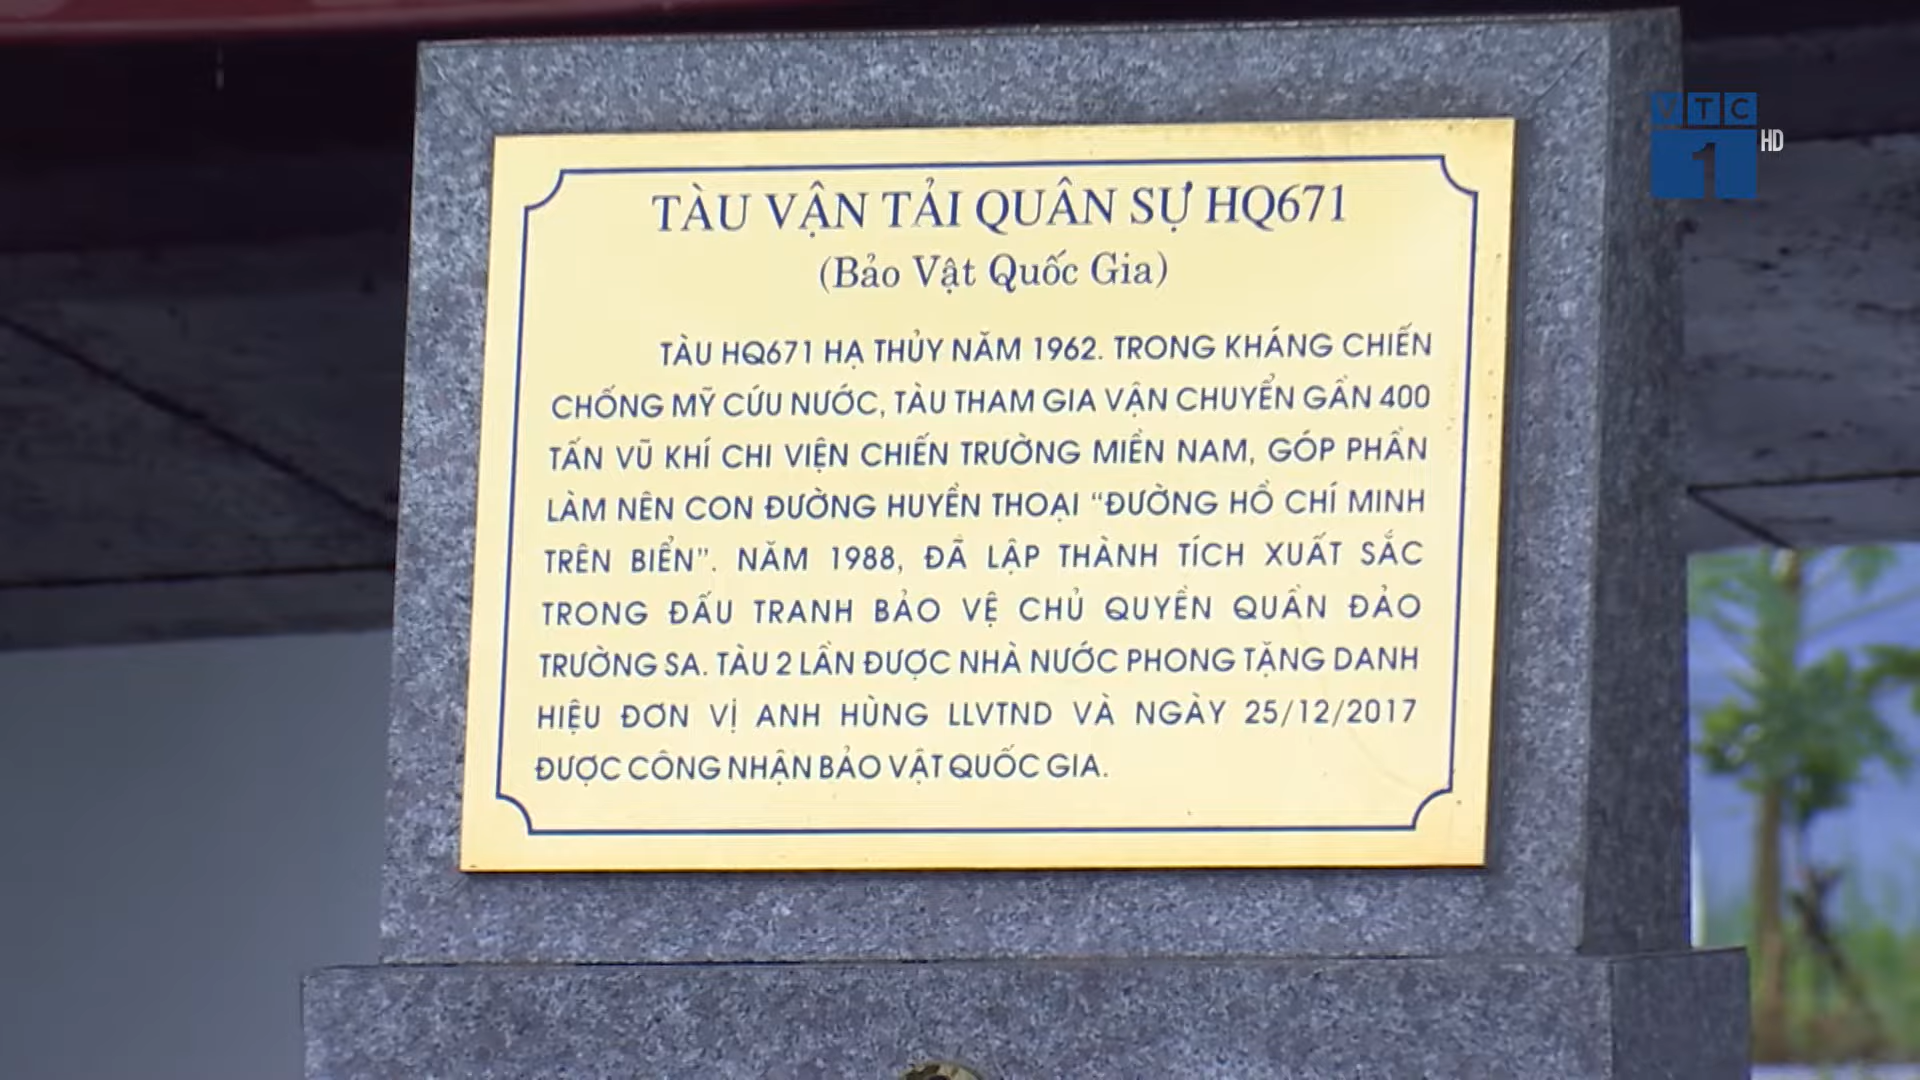 VTC
1 HD
TÀU VẬN TẢI QUÂN SỰ HQ671
(Bảo Vật Quốc Gia)
TÀU HQ671 HẠ THỦY NĂM 1962. TRONG KHÁNG CHIẾN
CHỐNG MỸ CỨU NƯỚC, TÀU THAM GIA VẬN CHUYỂN GẦN 400
TẤN VŨ KHÍ CHI VIỆN CHIẾN TRƯỜNG MIỀN NAM, GÓP PHẦN
LÀM NÊN CON ĐƯỜNG HUYỀN THOẠI “ĐƯỜNG HỒ CHÍ MINH
TRÊN BIỂN”. NĂM 1988, ĐÃ LẬP THÀNH TÍCH XUẤT SẮC
TRONG ĐẤU TRANH BẢO VỆ CHỦ QUYỀN QUẦN ĐẢO
TRƯỜNG SA. TÀU 2 LẦN ĐƯỢC NHÀ NƯỚC PHONG TẶNG DANH
HIỆU ĐƠN VỊ ANH HÙNG LLVTND VÀ NGÀY 25/12/2017
ĐƯỢC CÔNG NHẬN BẢO VẬT QUỐC GIA.